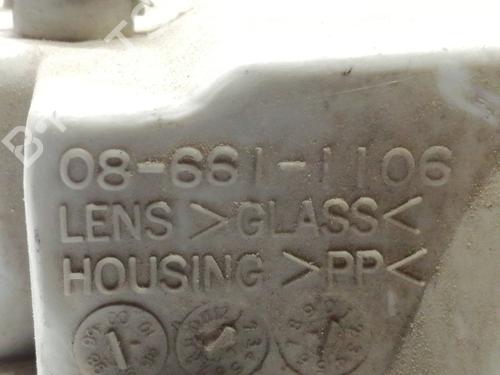 08-661-1106
LENS >GLASS<
HOUSING >PP<